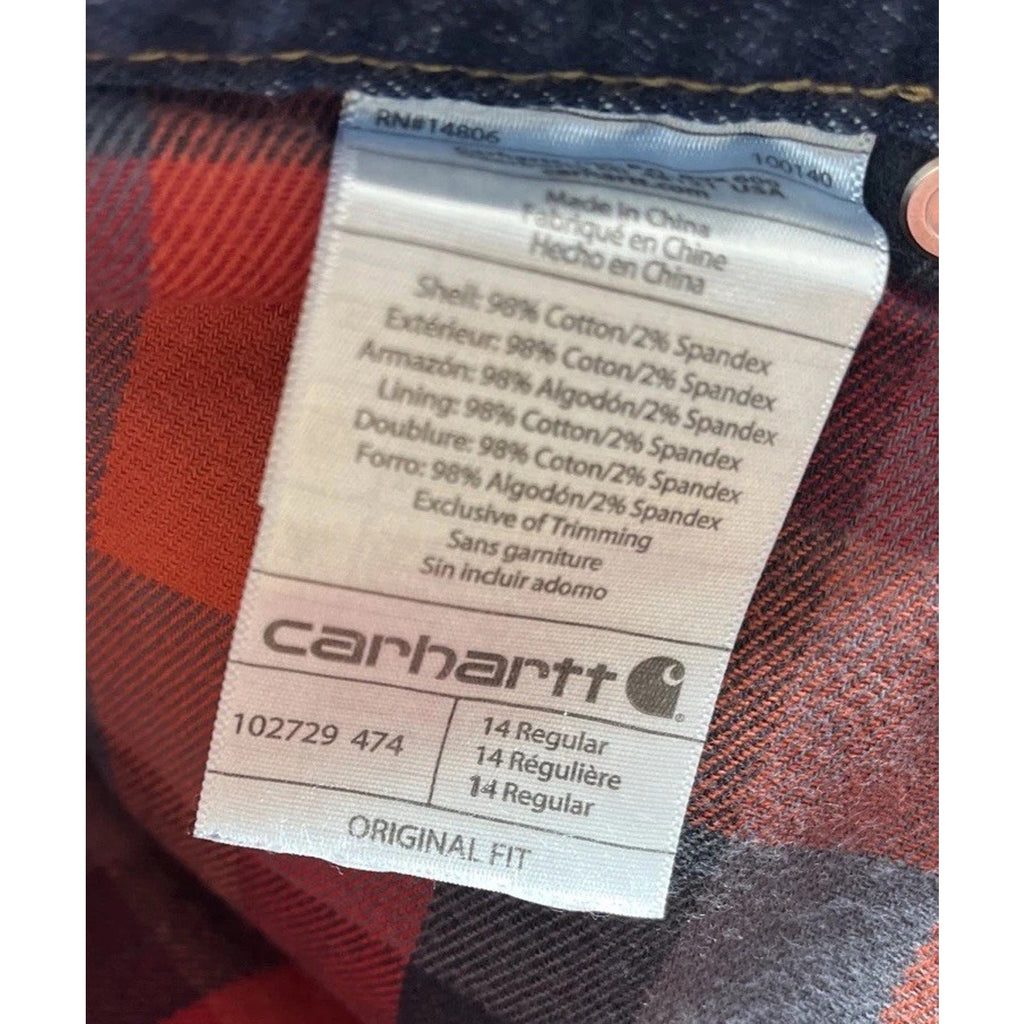 RN#14806
100140
carhartt.com USA
Made in China
Fabriqué en Chine
Hecho en China
Shell: 98% Cotton/2% Spandex
Extérieur: 98% Coton/2% Spandex
Armazón: 98% Algodón/2% Spandex
Lining: 98% Cotton/2% Spandex
Doublure: 98% Coton/2% Spandex
Forro: 98% Algodón/2% Spandex
Exclusive of Trimming
Sans garniture
Sin incluir adorno
carhartt
102729 474
14 Regular
14 Régulière
14 Regular
ORIGINAL FIT